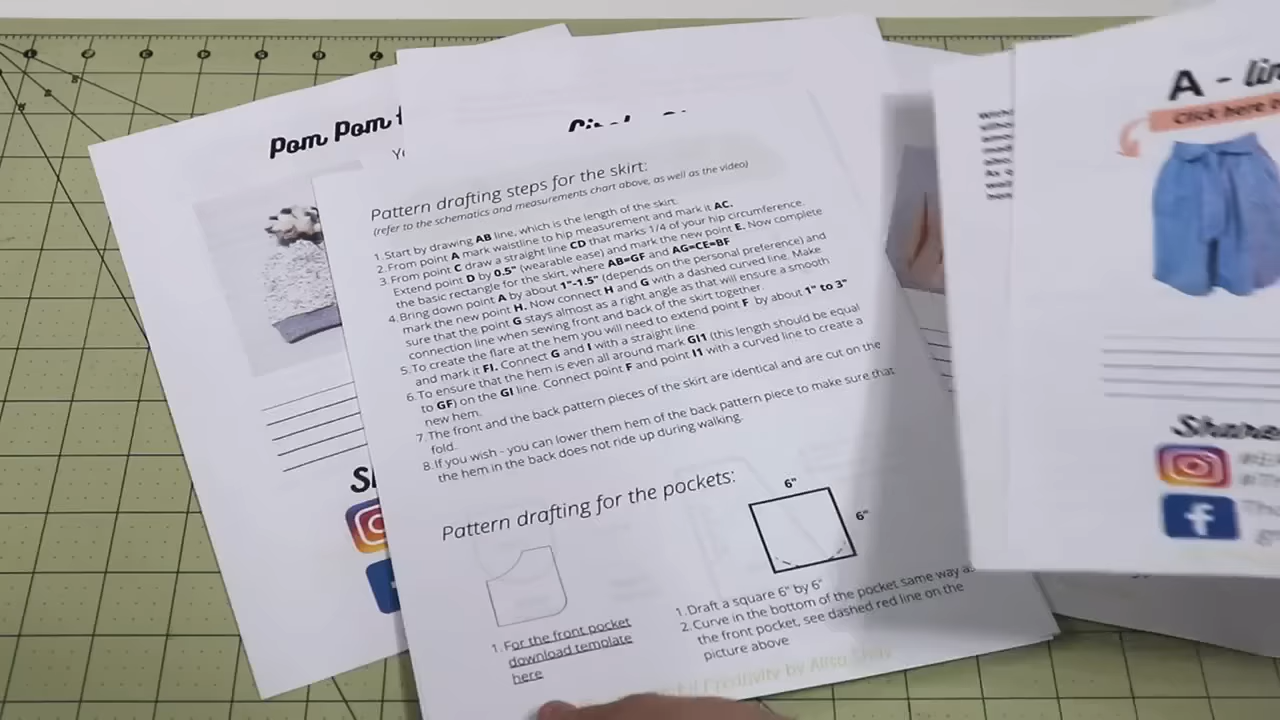 Pom Pom
Pattern drafting steps for the skirt:
(refer to the schematics and measurements chart above, as well as the video)
1. Start by drawing AB line, which is the length of the skirt.
2. From point A mark waistline to hip measurement and mark it AC.
3. From point C draw a straight line CD that marks 1/4 of your hip circumference.
Extend point D by 0.5" (wearable ease) and mark the new point E. Now complete
the basic rectangle for the skirt, where AB=GF and AG=CE=BF
4. Bring down point A by about 1"-1.5" (depends on the personal preference) and
mark the new point H. Now connect H and G with a dashed curved line. Make
sure that the point G stays almost as a right angle as that will ensure a smooth
connection line when sewing front and back of the skirt together.
5. To create the flare at the hem you will need to extend point F by about 1" to 3"
and mark it FI. Connect G and I with a straight line.
6. To ensure that the hem is even all around mark GI1 (this length should be equal
to GF) on the GI line. Connect point F and point I1 with a curved line to create a
new hem.
7. The front and the back pattern pieces of the skirt are identical and are cut on the
fold.
8. If you wish - you can lower them hem of the back pattern piece to make sure that
the hem in the back does not ride up during walking.
Pattern drafting for the pockets:
6"
6"
1. For the front pocket
download template
here
1. Draft a square 6" by 6"
2. Curve in the bottom of the pocket same way as
the front pocket, see dashed red line on the
picture above
Creativity by Alisa Shay
A - lin
Click here
Share